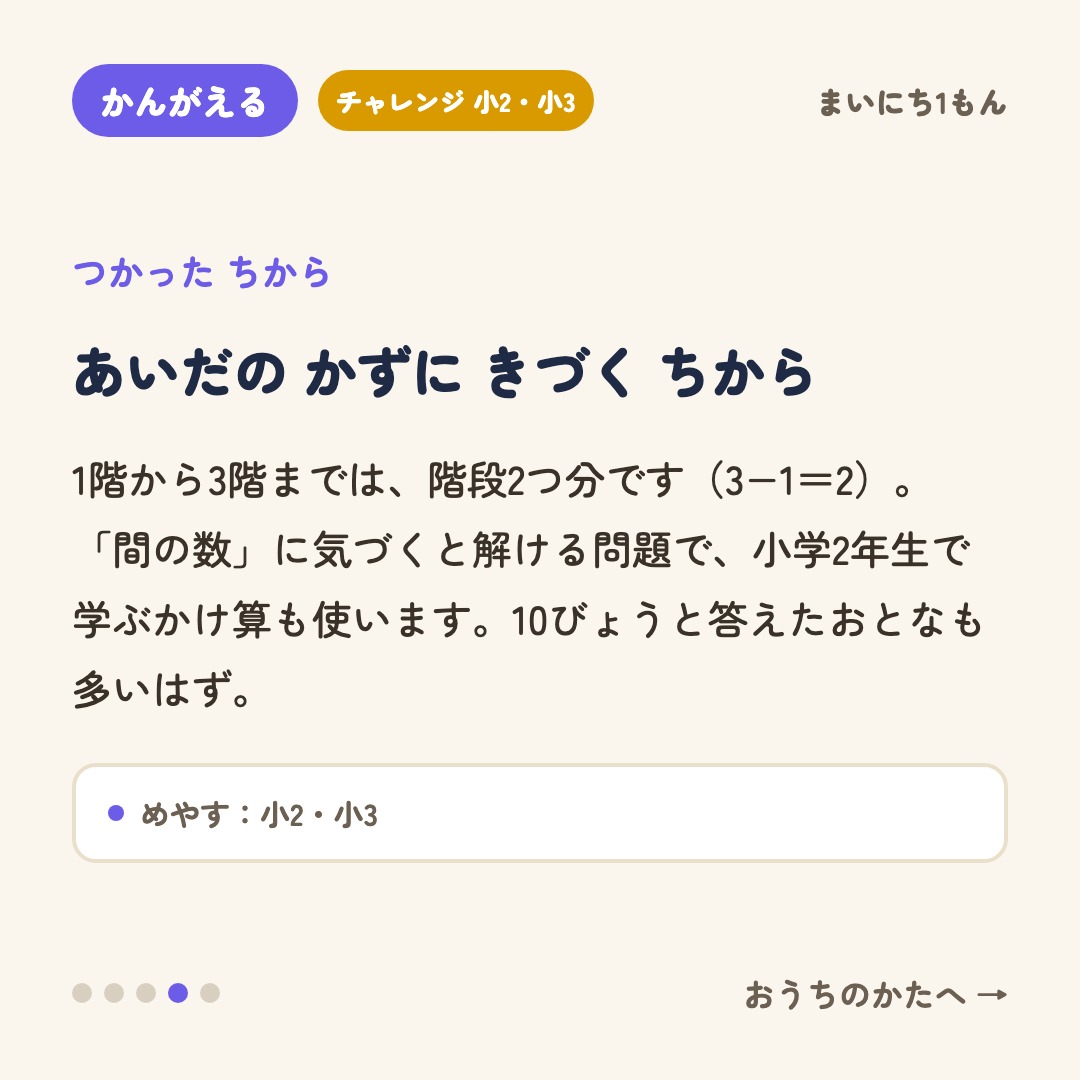 かんがえる
チャレンジ 小2・小3
まいにち1もん
つかった ちから
あいだの かずに きづく ちから
1階から3階までは、階段2つ分です（3−1＝2）。
「間の数」に気づくと解ける問題で、小学2年生で
学ぶかけ算も使います。10びょうと答えたおとなも
多いはず。
めやす：小2・小3
おうちのかたへ →